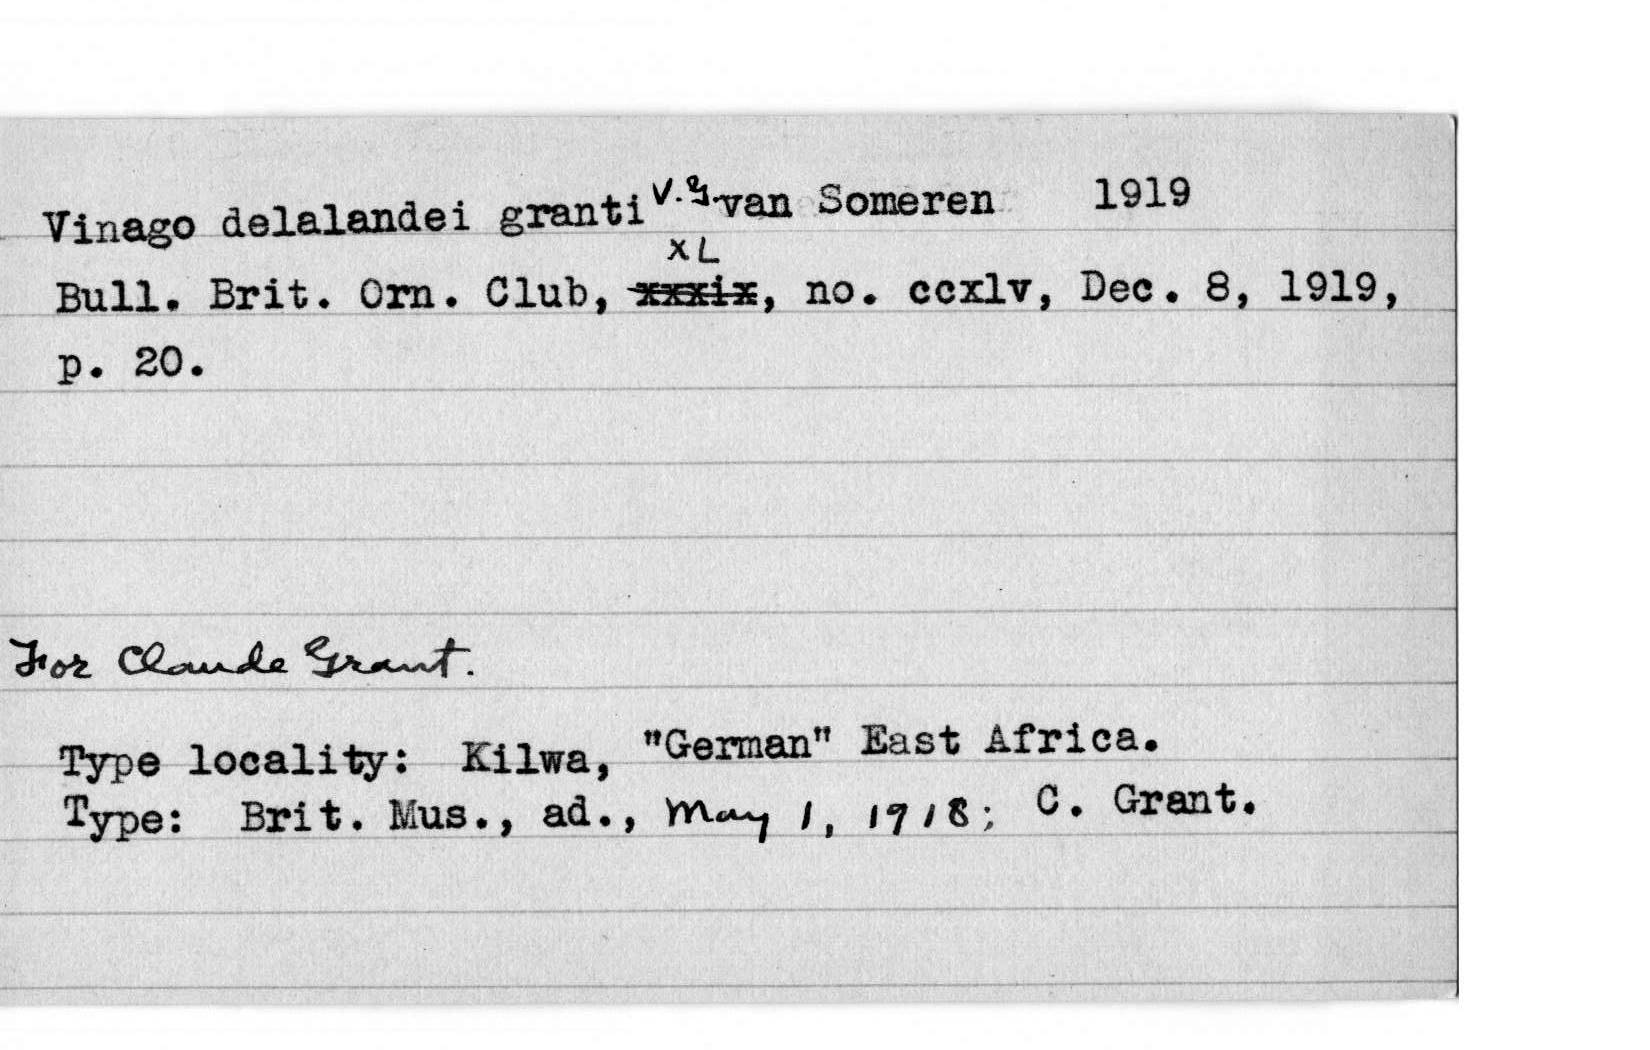 Vinago delalandei granti V.G. van Someren 1919
XL
Bull. Brit. Orn. Club, xxxix, no. ccxlv, Dec. 8, 1919,
p. 20.
For Claude Grant.
Type locality: Kilwa, "German" East Africa.
Type: Brit. Mus., ad., May 1, 1918; C. Grant.